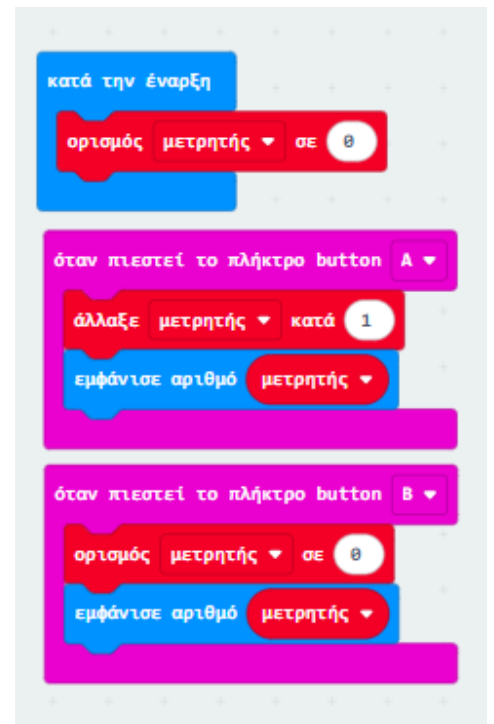 κατά την έναρξη
ορισμός μετρητής σε 0
όταν πιεστεί το πλήκτρο button A
άλλαξε μετρητής κατά 1
εμφάνισε αριθμό μετρητής
όταν πιεστεί το πλήκτρο button B
ορισμός μετρητής σε 0
εμφάνισε αριθμό μετρητής